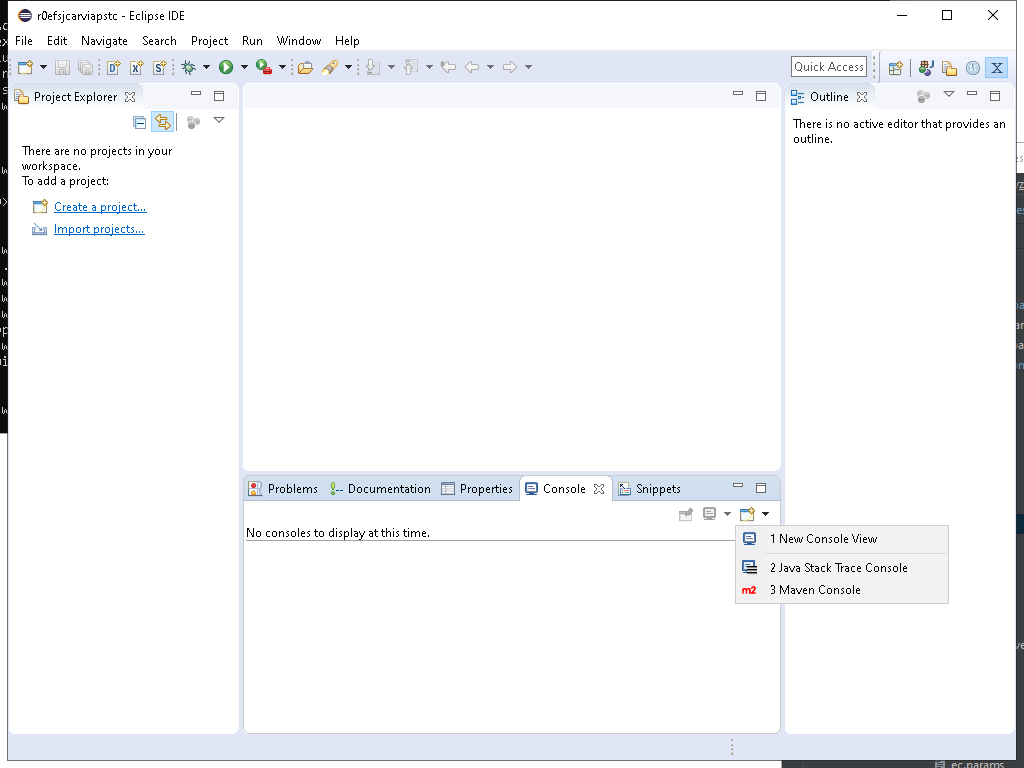 r0efsjcarviapstc - Eclipse IDE
File Edit Navigate Search Project Run Window Help
Quick Access
Project Explorer
There are no projects in your
workspace.
To add a project:
Create a project...
Import projects...
Outline
There is no active editor that provides an
outline.
Problems Documentation Properties Console Snippets
No consoles to display at this time.
1 New Console View
2 Java Stack Trace Console
m2 3 Maven Console
ec.params